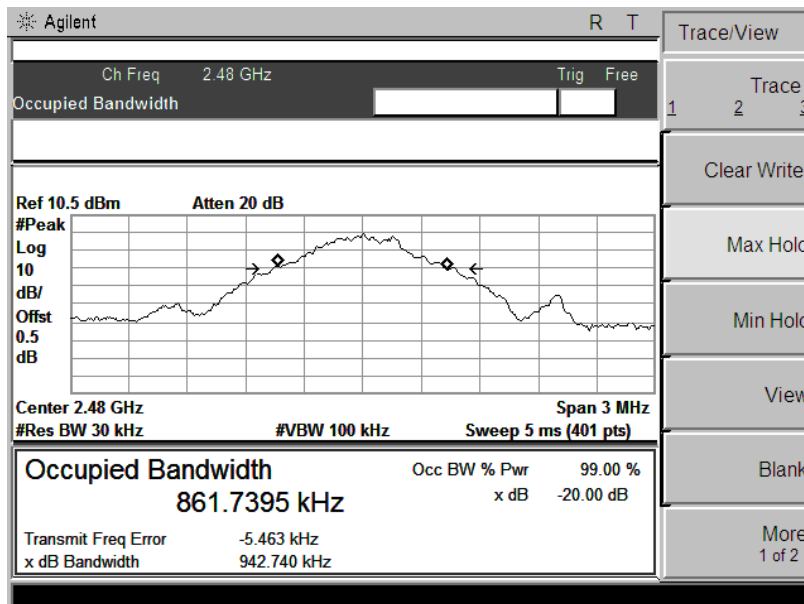 Agilent R T
Trace/View
Ch Freq 2.48 GHz Trig Free
Occupied Bandwidth
Trace
1 2 3
Clear Write
Max Hold
Min Hold
View
Blank
More
1 of 2
Ref 10.5 dBm Atten 20 dB
#Peak
Log
10
dB/
Offst
0.5
dB
Center 2.48 GHz Span 3 MHz
#Res BW 30 kHz #VBW 100 kHz Sweep 5 ms (401 pts)
Occupied Bandwidth
861.7395 kHz
Occ BW % Pwr 99.00 %
x dB -20.00 dB
Transmit Freq Error -5.463 kHz
x dB Bandwidth 942.740 kHz